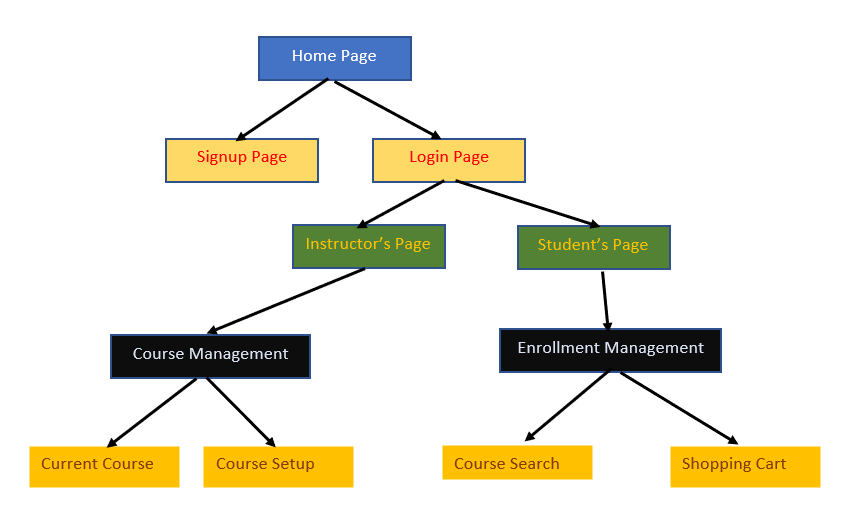 Home Page
Signup Page
Login Page
Instructor’s Page
Student’s Page
Course Management
Enrollment Management
Current Course
Course Setup
Course Search
Shopping Cart